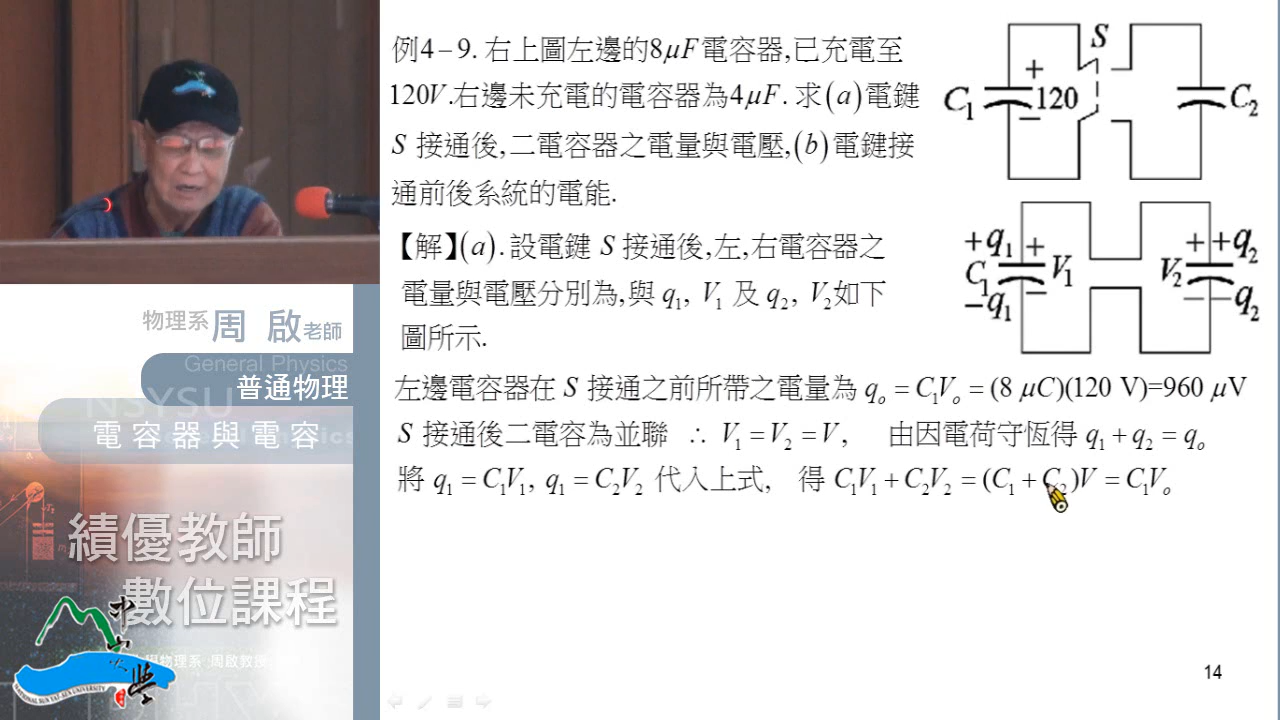 例4－9. 右上圖左邊的8μF電容器,已充電至
120V.右邊未充電的電容器為4μF. 求(a)電鍵
S 接通後,二電容器之電量與電壓,(b)電鍵接
通前後系統的電能.
S
+
C₁ 120 C₂
−
【解】(a).設電鍵 S 接通後,左,右電容器之
電量與電壓分別為,與 q₁, V₁ 及 q₂, V₂如下
圖所示.
+q₁ + + +q₂
C₁ V₁ V₂
−q₁ − − −q₂
左邊電容器在 S 接通之前所帶之電量為 qₒ = C₁Vₒ = (8 μC)(120 V)=960 μV
S 接通後二電容為並聯 ∴ V₁ = V₂ = V, 由因電荷守恆得 q₁ + q₂ = qₒ
將 q₁ = C₁V₁, q₁ = C₂V₂ 代入上式, 得 C₁V₁ + C₂V₂ = (C₁ + C₂)V = C₁Vₒ
14
物理系 周 啟 老師
General Physics
普通物理
NSYSU
電容器與電容
績優教師
數位課程
中山大學
NATIONAL SUN YAT-SEN UNIVERSITY